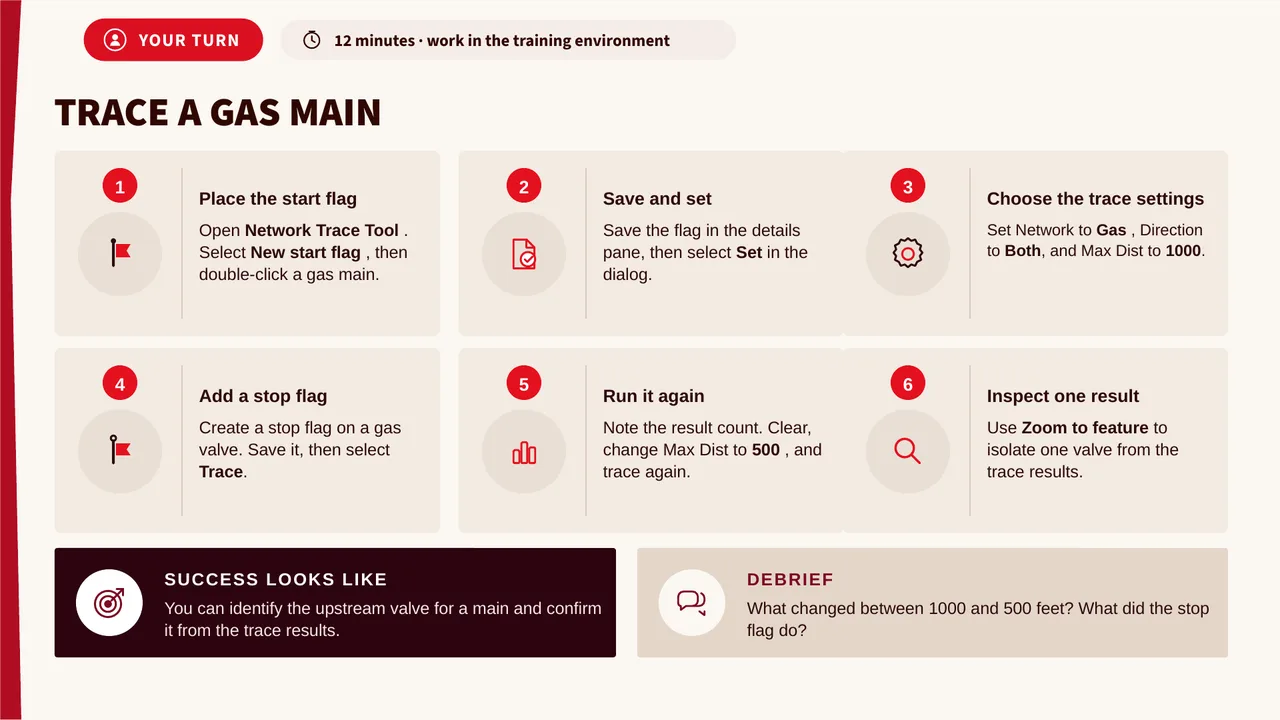 YOUR TURN
12 minutes · work in the training environment
TRACE A GAS MAIN
1
Place the start flag
Open Network Trace Tool .
Select New start flag , then
double-click a gas main.
2
Save and set
Save the flag in the details
pane, then select Set in the
dialog.
3
Choose the trace settings
Set Network to Gas , Direction
to Both, and Max Dist to 1000.
4
Add a stop flag
Create a stop flag on a gas
valve. Save it, then select
Trace.
5
Run it again
Note the result count. Clear,
change Max Dist to 500 , and
trace again.
6
Inspect one result
Use Zoom to feature to
isolate one valve from the
trace results.
SUCCESS LOOKS LIKE
You can identify the upstream valve for a main and confirm
it from the trace results.
DEBRIEF
What changed between 1000 and 500 feet? What did the stop
flag do?